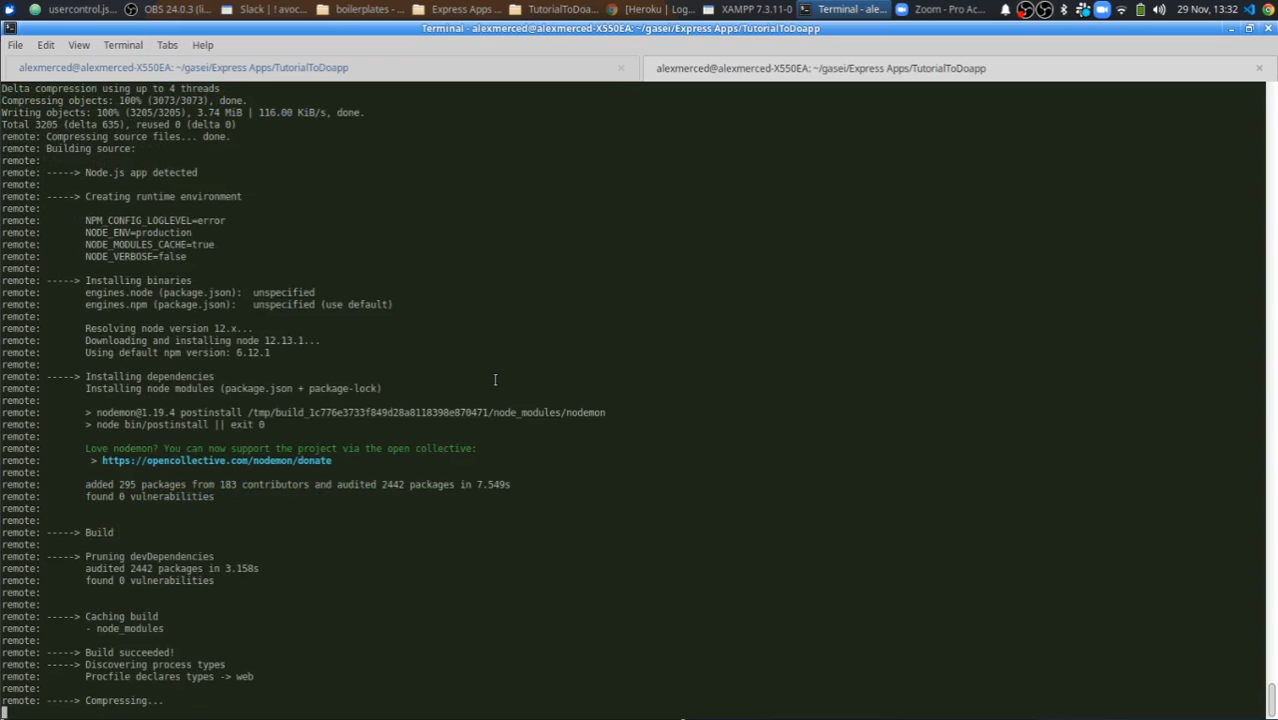 usercontrol.js...
OBS 24.0.3 (li...
Slack | ! avoc...
boilerplates - ...
Express Apps ...
TutorialToDoa...
[Heroku | Log...
XAMPP 7.3.11-0
Terminal - ale...
Zoom - Pro Ac...
29 Nov, 13:32
Terminal - alexmerced@alexmerced-X550EA: ~/gasei/Express Apps/TutorialToDoapp
File Edit View Terminal Tabs Help
alexmerced@alexmerced-X550EA: ~/gasei/Express Apps/TutorialToDoapp
alexmerced@alexmerced-X550EA: ~/gasei/Express Apps/TutorialToDoapp
Delta compression using up to 4 threads
Compressing objects: 100% (3073/3073), done.
Writing objects: 100% (3205/3205), 3.74 MiB | 116.00 KiB/s, done.
Total 3205 (delta 635), reused 0 (delta 0)
remote: Compressing source files... done.
remote: Building source:
remote:
remote: -----> Node.js app detected
remote:
remote: -----> Creating runtime environment
remote:
remote:        NPM_CONFIG_LOGLEVEL=error
remote:        NODE_ENV=production
remote:        NODE_MODULES_CACHE=true
remote:        NODE_VERBOSE=false
remote:
remote: -----> Installing binaries
remote:        engines.node (package.json):  unspecified
remote:        engines.npm (package.json):   unspecified (use default)
remote:
remote:        Resolving node version 12.x...
remote:        Downloading and installing node 12.13.1...
remote:        Using default npm version: 6.12.1
remote:
remote: -----> Installing dependencies
remote:        Installing node modules (package.json + package-lock)
remote:
remote:        > nodemon@1.19.4 postinstall /tmp/build_1c776e3733f849d28a8118398e870471/node_modules/nodemon
remote:        > node bin/postinstall || exit 0
remote:
remote:        Love nodemon? You can now support the project via the open collective:
remote:         > https://opencollective.com/nodemon/donate
remote:
remote:        added 295 packages from 183 contributors and audited 2442 packages in 7.549s
remote:        found 0 vulnerabilities
remote:
remote:
remote: -----> Build
remote:
remote: -----> Pruning devDependencies
remote:        audited 2442 packages in 3.158s
remote:        found 0 vulnerabilities
remote:
remote:
remote: -----> Caching build
remote:        - node_modules
remote:
remote: -----> Build succeeded!
remote: -----> Discovering process types
remote:        Procfile declares types -> web
remote:
remote: -----> Compressing...